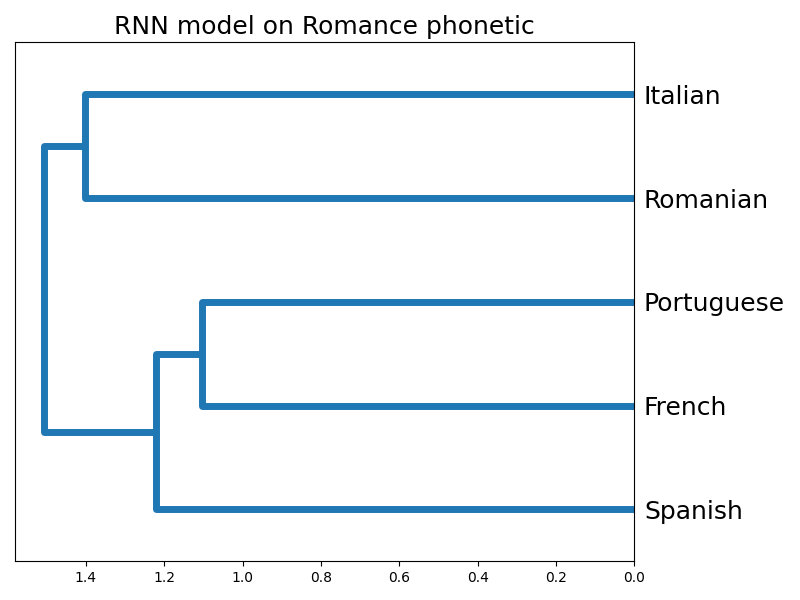 RNN model on Romance phonetic
Italian
Romanian
Portuguese
French
Spanish
1.4 1.2 1.0 0.8 0.6 0.4 0.2 0.0